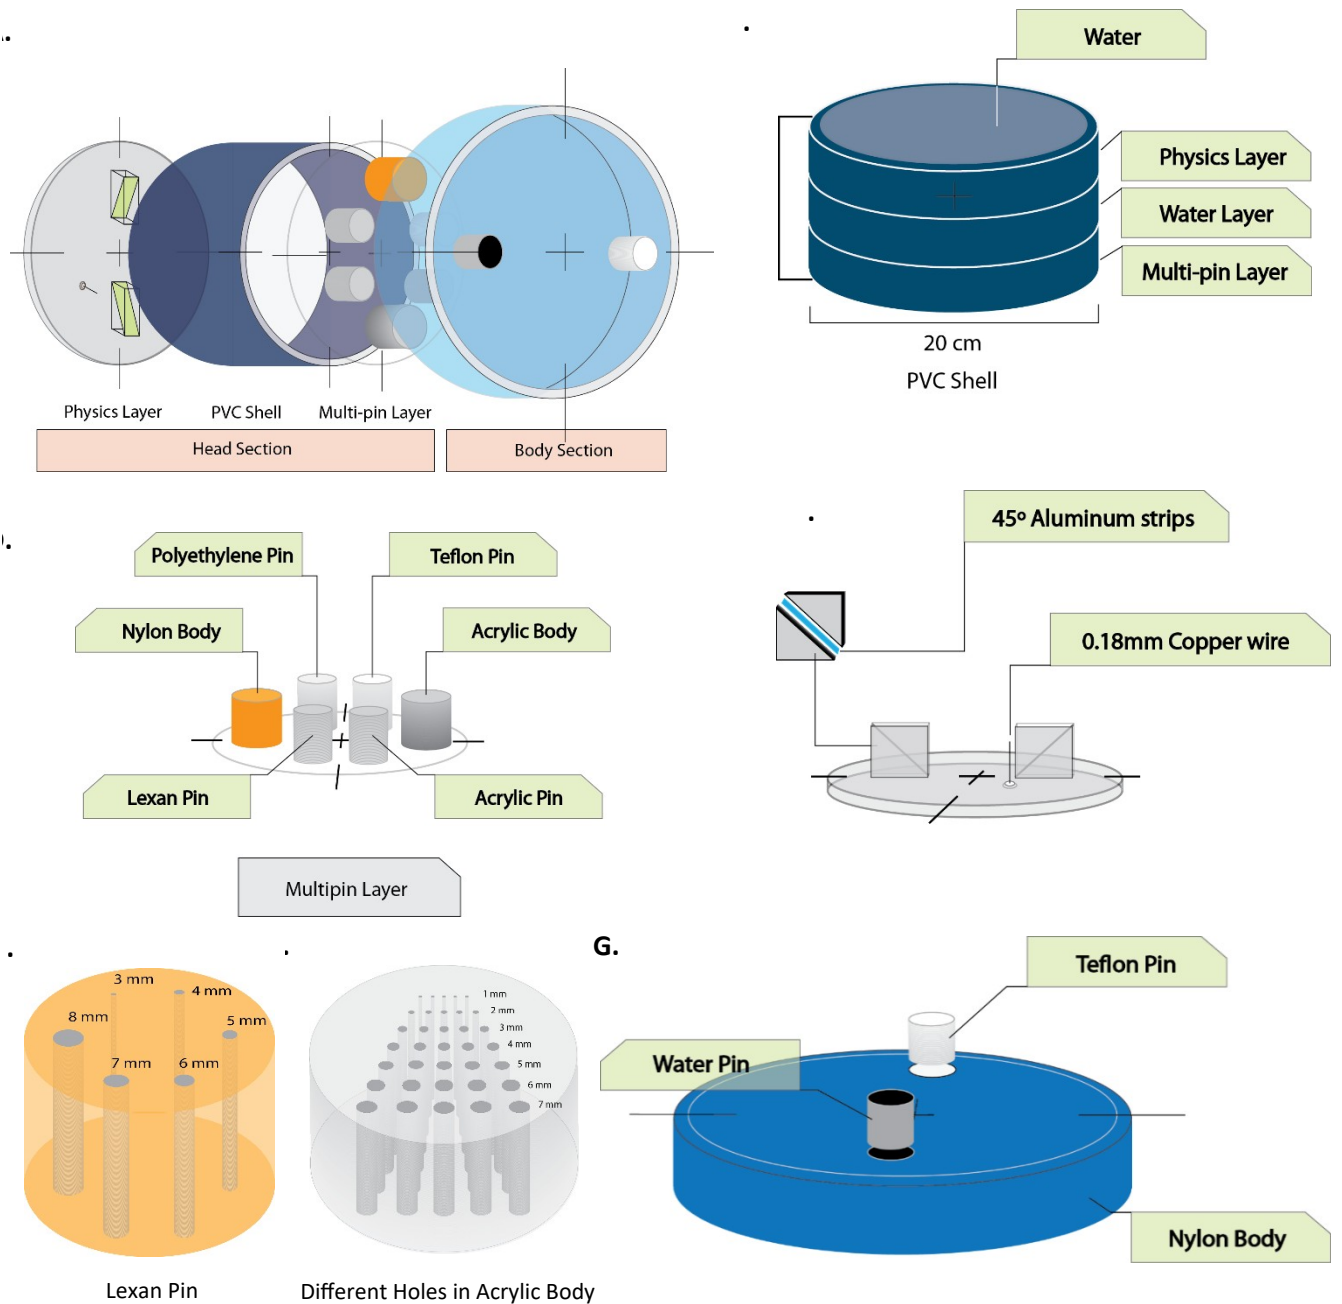 Water
Physics Layer
Water Layer
Multi-pin Layer
20 cm
PVC Shell
Physics Layer
PVC Shell
Multi-pin Layer
Head Section
Body Section
Polyethylene Pin
Teflon Pin
Nylon Body
Acrylic Body
Lexan Pin
Acrylic Pin
Multipin Layer
45º Aluminum strips
0.18mm Copper wire
3 mm
4 mm
8 mm
5 mm
7 mm
6 mm
Lexan Pin
1 mm
2 mm
3 mm
4 mm
5 mm
6 mm
7 mm
Different Holes in Acrylic Body
G.
Teflon Pin
Water Pin
Nylon Body